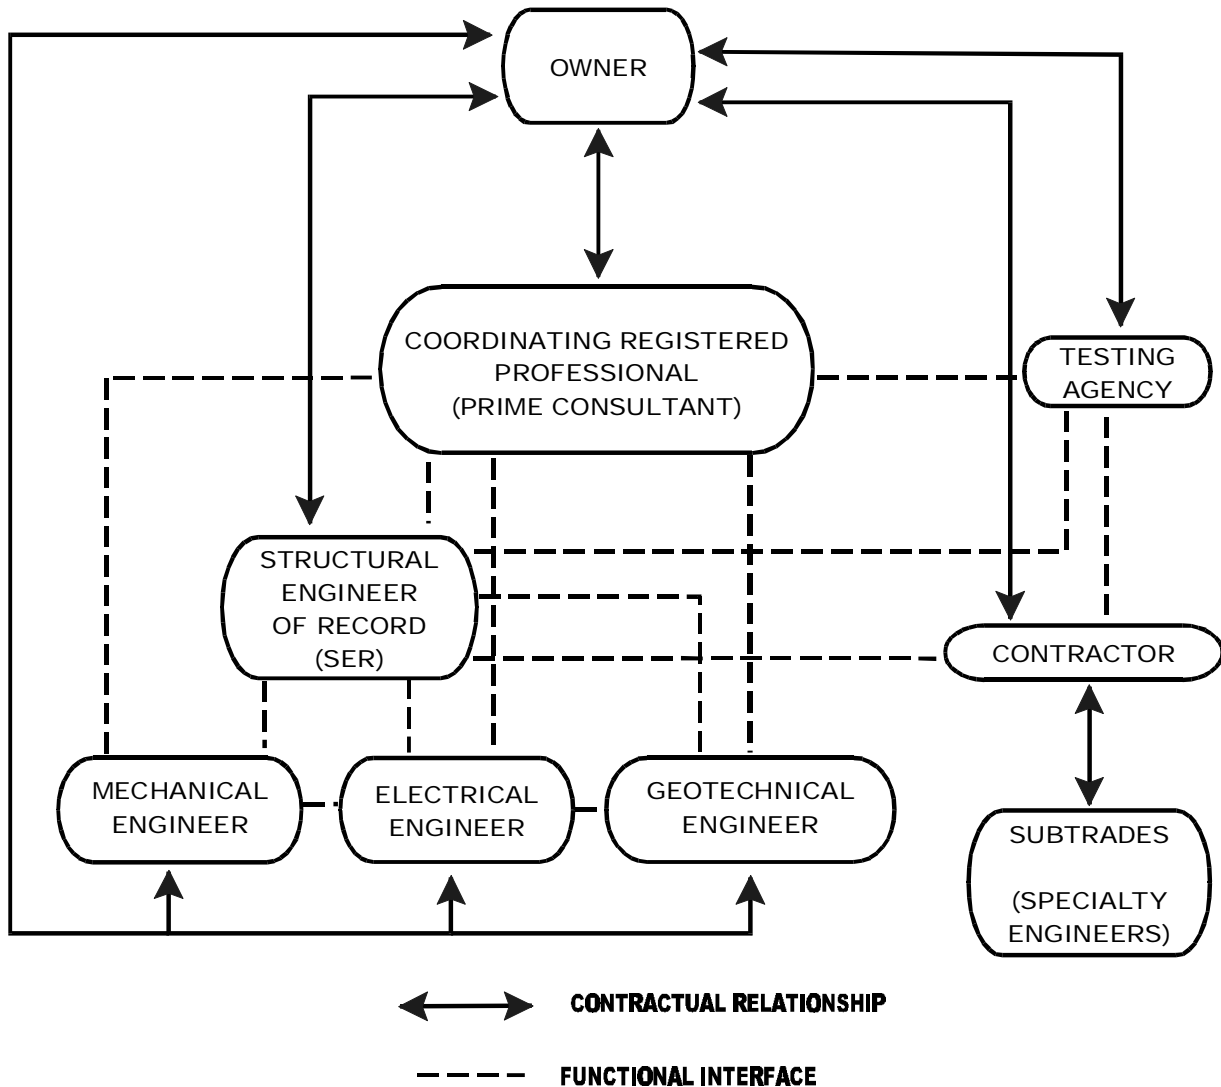 OWNER
COORDINATING REGISTERED
PROFESSIONAL
(PRIME CONSULTANT)
TESTING
AGENCY
STRUCTURAL
ENGINEER
OF RECORD
(SER)
CONTRACTOR
MECHANICAL
ENGINEER
ELECTRICAL
ENGINEER
GEOTECHNICAL
ENGINEER
SUBTRADES
(SPECIALTY
ENGINEERS)
CONTRACTUAL RELATIONSHIP
FUNCTIONAL INTERFACE